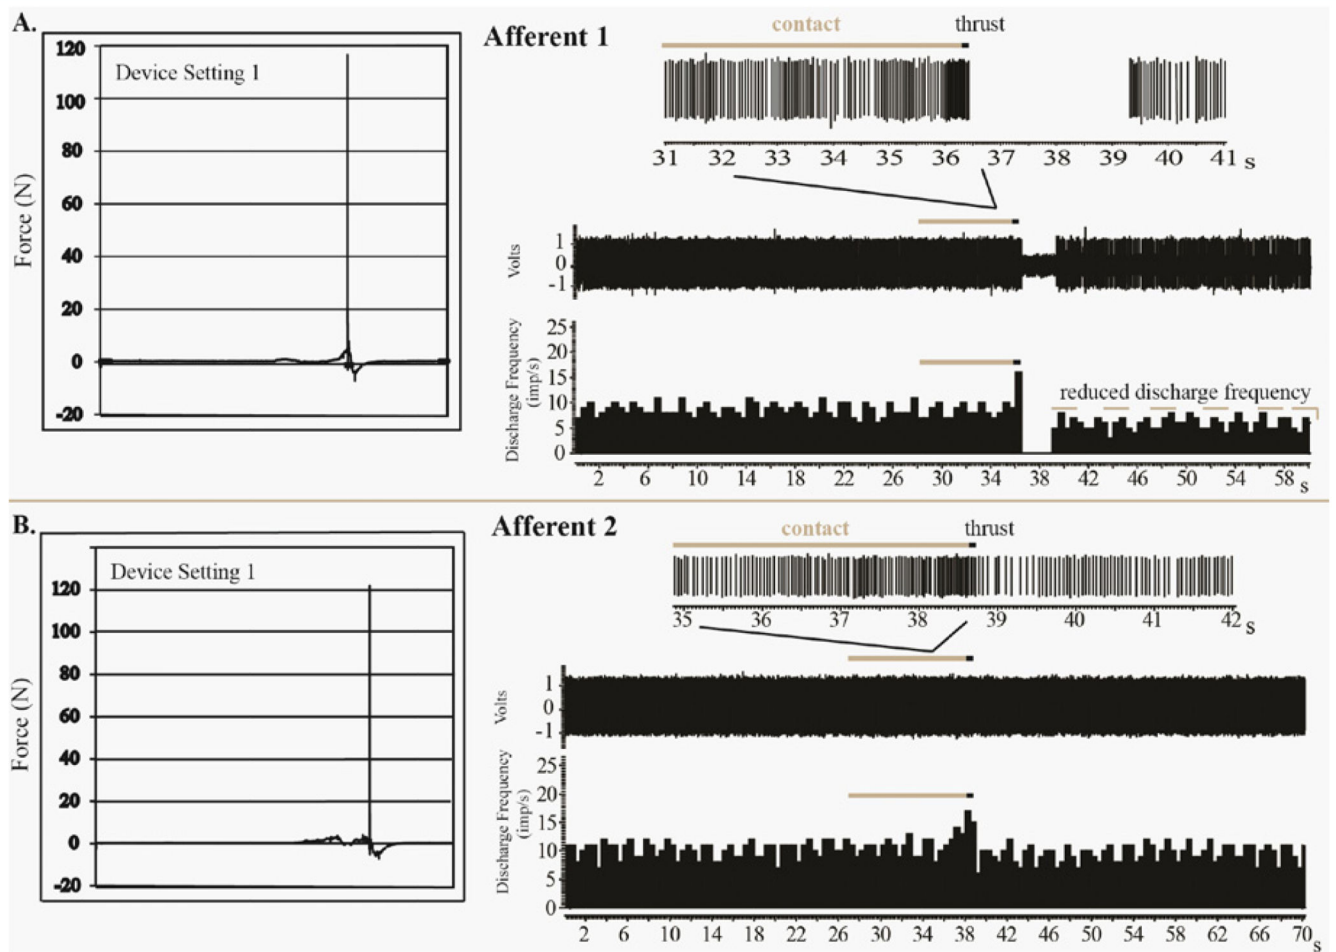 A.
120
100
80
60
40
20
0
-20
Force (N)
Device Setting 1
Afferent 1
contact thrust
31 32 33 34 35 36 37 38 39 40 41 s
Volts
1
0
-1
Discharge Frequency
(imp/s)
25
20
15
10
5
0
reduced discharge frequency
2 6 10 14 18 22 26 30 34 38 42 46 50 54 58 s
B.
120
100
80
60
40
20
0
-20
Force (N)
Device Setting 1
Afferent 2
contact thrust
35 36 37 38 39 40 41 42 s
Volts
1
0
-1
Discharge Frequency
(imp/s)
25
20
15
10
5
0
2 6 10 14 18 22 26 30 34 38 42 46 50 54 58 62 66 70 s